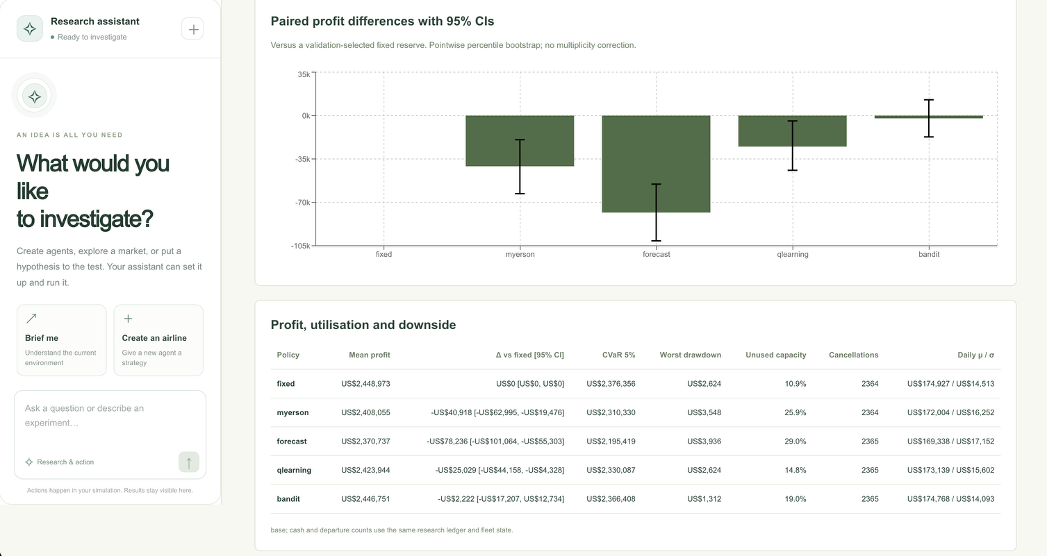 Research assistant
Ready to investigate
AN IDEA IS ALL YOU NEED
What would you
like
to investigate?
Create agents, explore a market, or put a
hypothesis to the test. Your assistant can set it
up and run it.
Brief me
Understand the current
environment
Create an airline
Give a new agent a
strategy
Ask a question or describe an
experiment...
Research & action
Actions happen in your simulation. Results stay visible here.
Paired profit differences with 95% CIs
Versus a validation-selected fixed reserve. Pointwise percentile bootstrap; no multiplicity correction.
35k
0k
-35k
-70k
-105k
fixed myerson forecast qlearning bandit
Profit, utilisation and downside
Policy Mean profit Δ vs fixed [95% CI] CVaR 5% Worst drawdown Unused capacity Cancellations Daily μ / σ
fixed US$2,448,973 US$0 [US$0, US$0] US$2,376,356 US$2,624 10.9% 2364 US$174,927 / US$14,513
myerson US$2,408,055 -US$40,918 [-US$62,995, -US$19,476] US$2,310,330 US$3,548 25.9% 2364 US$172,004 / US$16,252
forecast US$2,370,737 -US$78,236 [-US$101,064, -US$55,303] US$2,195,419 US$3,936 29.0% 2365 US$169,338 / US$17,152
qlearning US$2,423,944 -US$25,029 [-US$44,158, -US$4,328] US$2,330,087 US$2,624 14.8% 2365 US$173,139 / US$15,602
bandit US$2,446,751 -US$2,222 [-US$17,207, US$12,734] US$2,366,408 US$1,312 19.0% 2365 US$174,768 / US$14,093
base; cash and departure counts use the same research ledger and fleet state.